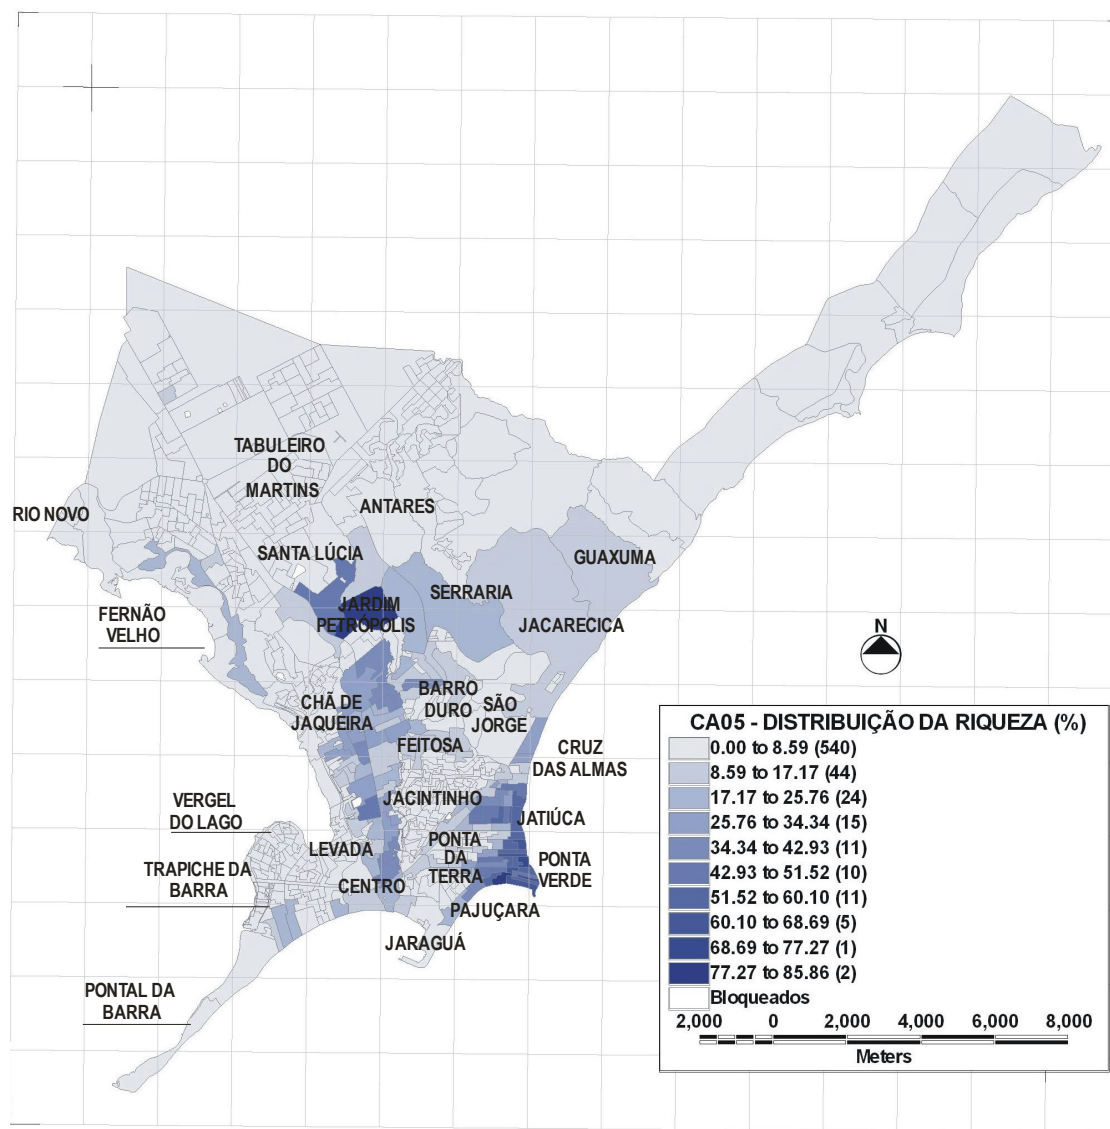 TABULEIRO
DO
MARTINS
ANTARES
RIO NOVO
SANTA LÚCIA
GUAXUMA
SERRARIA
JARDIM
PETRÓPOLIS
FERNÃO
VELHO
JACARECICA
N
BARRO
DURO
SÃO
JORGE
CHÃ DE
JAQUEIRA
FEITOSA
CRUZ
DAS ALMAS
JACINTINHO
VERGEL
DO LAGO
JATIÚCA
LEVADA
PONTA
DA
TERRA
TRAPICHE DA
BARRA
PONTA
VERDE
CENTRO
PAJUÇARA
JARAGUÁ
PONTAL DA
BARRA
CA05 - DISTRIBUIÇÃO DA RIQUEZA (%)
0.00 to 8.59 (540)
8.59 to 17.17 (44)
17.17 to 25.76 (24)
25.76 to 34.34 (15)
34.34 to 42.93 (11)
42.93 to 51.52 (10)
51.52 to 60.10 (11)
60.10 to 68.69 (5)
68.69 to 77.27 (1)
77.27 to 85.86 (2)
Bloqueados
2,000 0 2,000 4,000 6,000 8,000
Meters